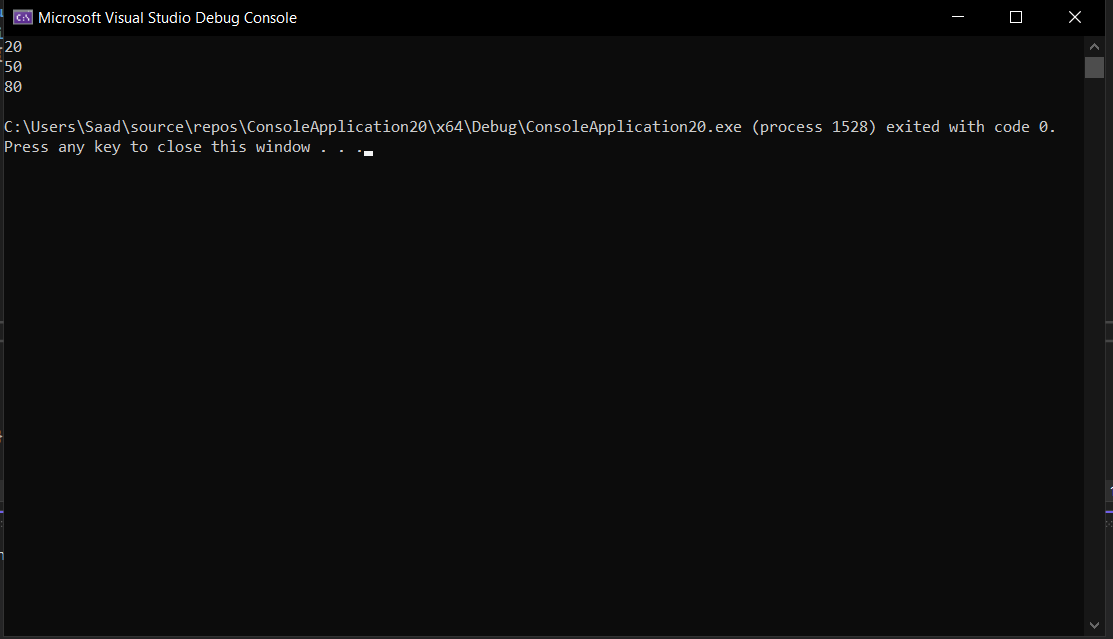 Microsoft Visual Studio Debug Console
20
50
80
C:\Users\Saad\source\repos\ConsoleApplication20\x64\Debug\ConsoleApplication20.exe (process 1528) exited with code 0.
Press any key to close this window . . .